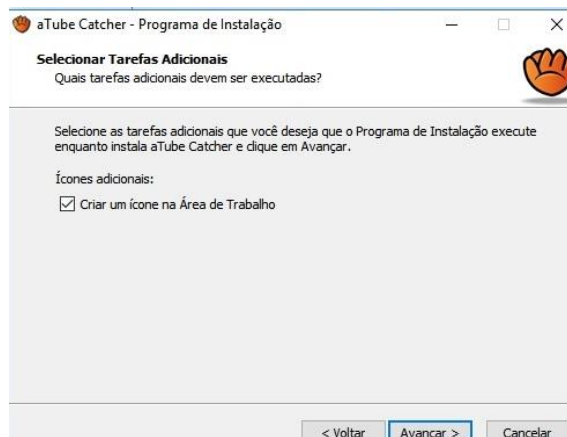 aTube Catcher - Programa de Instalação
Selecionar Tarefas Adicionais
Quais tarefas adicionais devem ser executadas?
Selecione as tarefas adicionais que você deseja que o Programa de Instalação execute
enquanto instala aTube Catcher e clique em Avançar.
Ícones adicionais:
Criar um ícone na Área de Trabalho
< Voltar
Avançar >
Cancelar